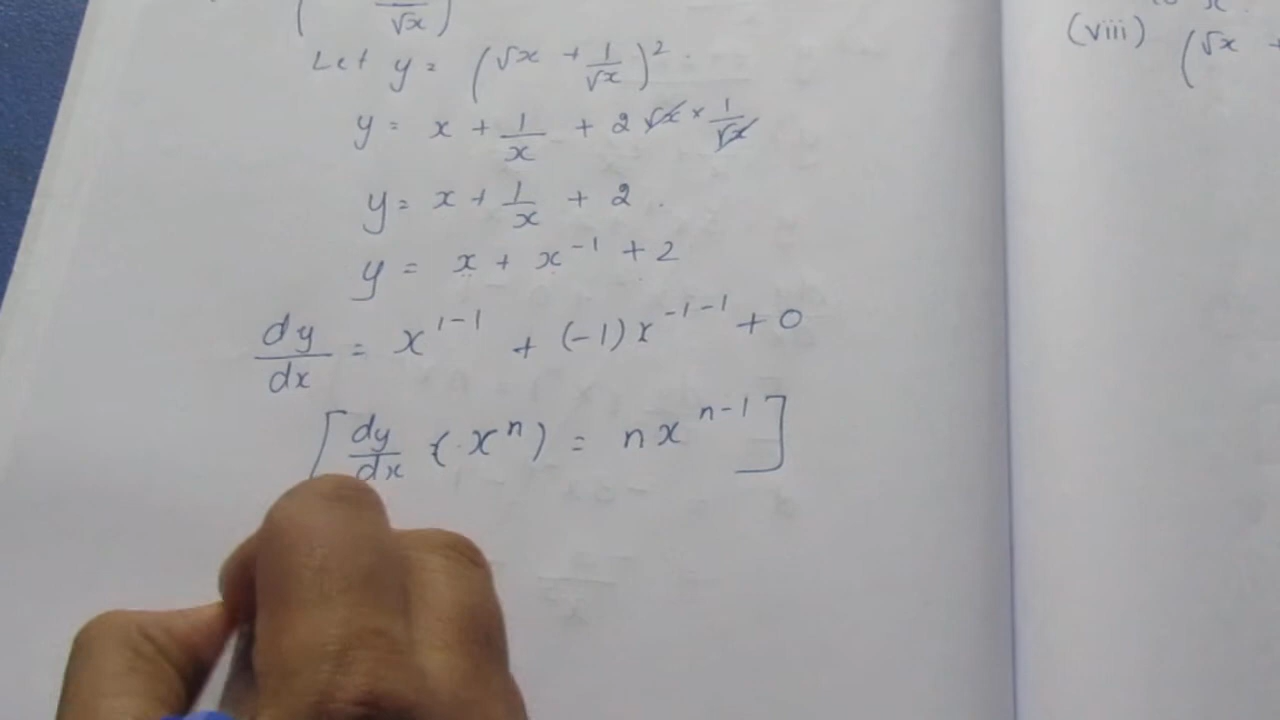 ( √x )
Let y = (√x + 1/√x)² .
y = x + 1/x + 2 √x × 1/√x
y = x + 1/x + 2 .
y = x + x⁻¹ + 2
dy/dx = x¹⁻¹ + (-1) x⁻¹⁻¹ + 0
[ dy/dx (xⁿ) = n x ⁿ⁻¹ ]
(viii) (√x +